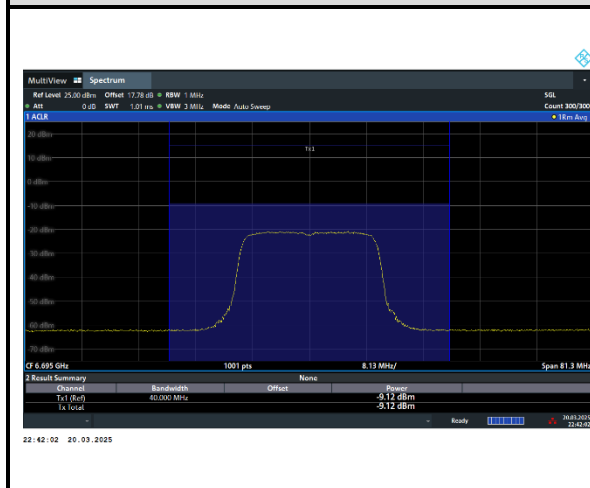 MultiView Spectrum
Ref Level 25.00 dBm Offset 17.78 dB RBW 1 MHz SGL
Att 0 dB SWT 1.01 ms VBW 3 MHz Mode Auto Sweep Count 300/300
1 ACLR 1Rm Avg
20 dBm
Tx1
10 dBm
0 dBm
-10 dBm
-20 dBm
-30 dBm
-40 dBm
-50 dBm
-60 dBm
-70 dBm
CF 6.695 GHz 1001 pts 8.13 MHz/ Span 81.3 MHz
2 Result Summary None
Channel Bandwidth Offset Power
Tx1 (Ref) 40.000 MHz -9.12 dBm
Tx Total -9.12 dBm
Ready 20.03.2025
22:42:02
22:42:02 20.03.2025